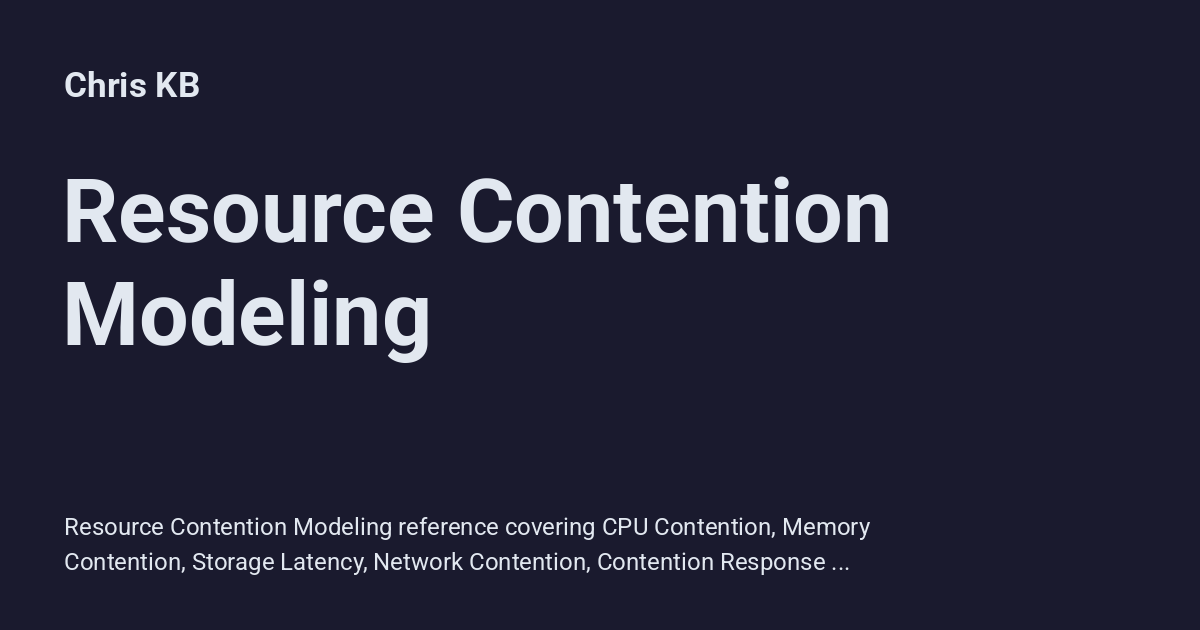 Chris KB
Resource Contention
Modeling
Resource Contention Modeling reference covering CPU Contention, Memory
Contention, Storage Latency, Network Contention, Contention Response ...